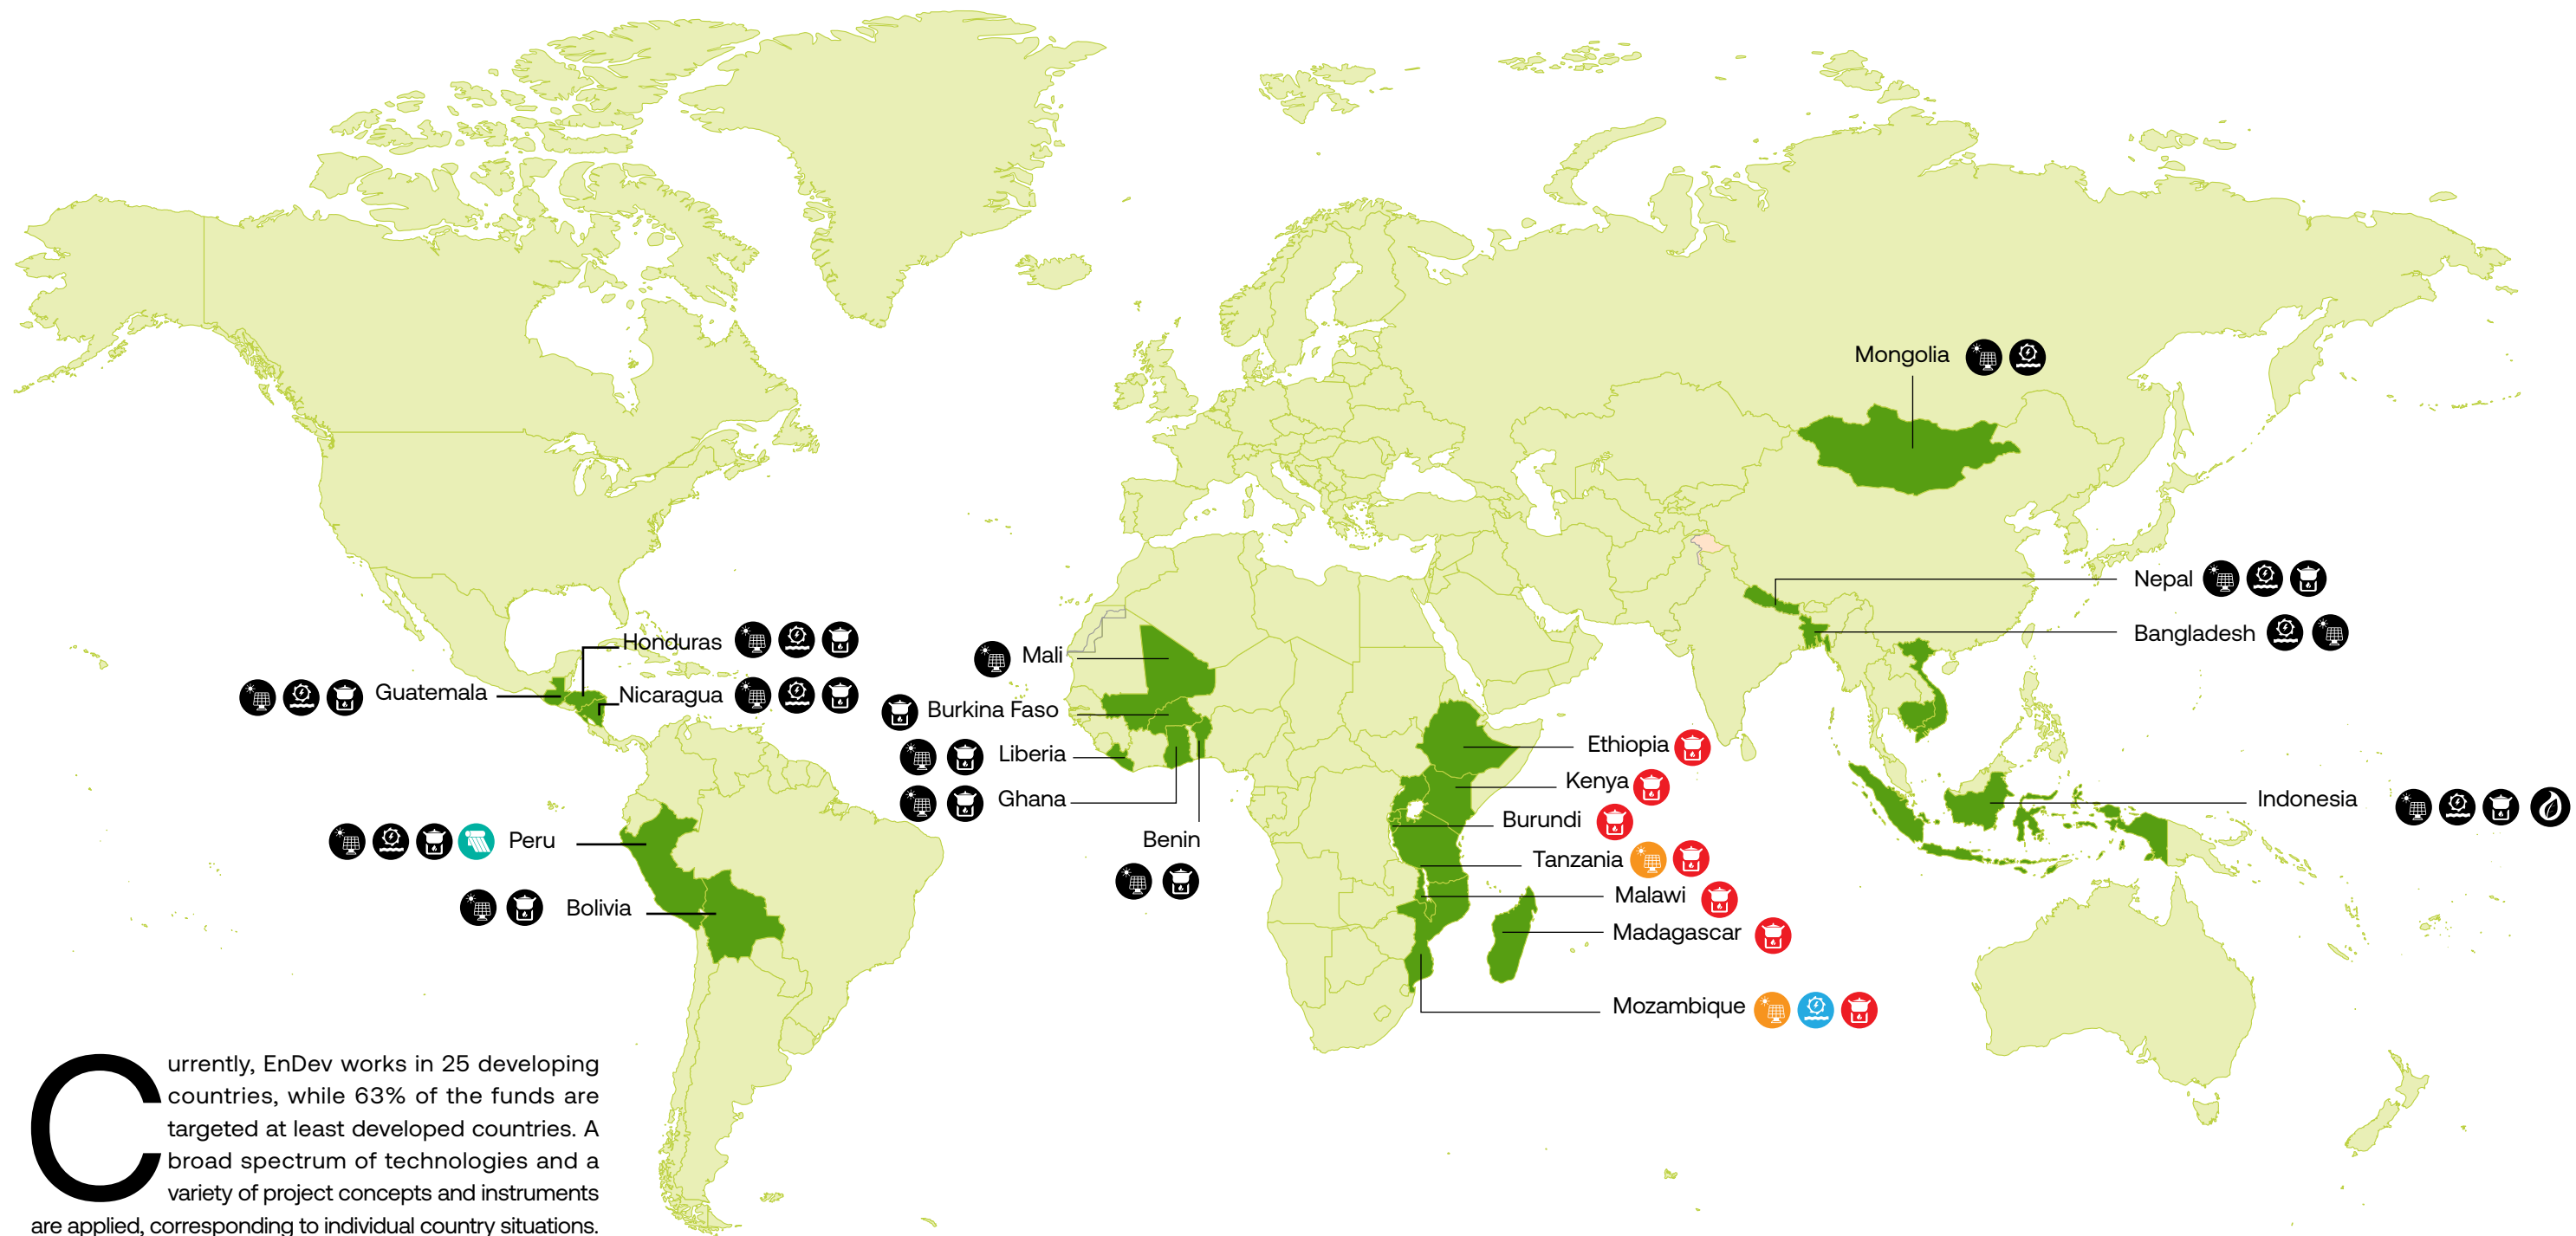 Mongolia
Nepal
Bangladesh
Honduras
Guatemala
Nicaragua
Mali
Burkina Faso
Liberia
Ghana
Benin
Ethiopia
Kenya
Burundi
Tanzania
Malawi
Madagascar
Mozambique
Indonesia
Peru
Bolivia
Currently, EnDev works in 25 developing
countries, while 63% of the funds are
targeted at least developed countries. A
broad spectrum of technologies and a
variety of project concepts and instruments
are applied, corresponding to individual country situations.